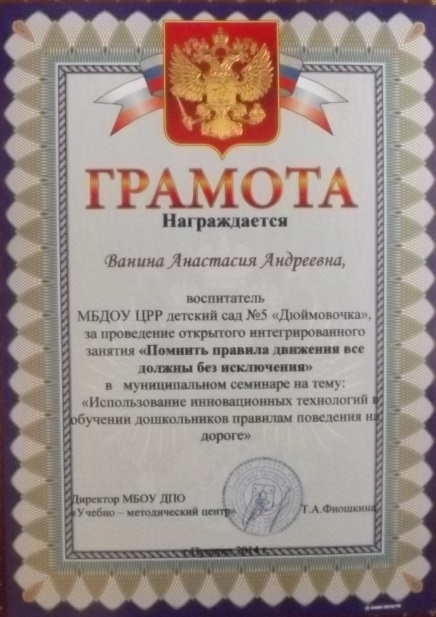 ГРАМОТА
Награждается
Ванина Анастасия Андреевна,
воспитатель
МБДОУ ЦРР детский сад №5 «Дюймовочка»,
за проведение открытого интегрированного
занятия «Помнить правила движения все
должны без исключения»
в муниципальном семинаре на тему:
«Использование инновационных технологий в
обучении дошкольников правилам поведения на
дороге»
Директор МБОУ ДПО
«Учебно – методический центр» Т.А.Фиошкина
2014 г.